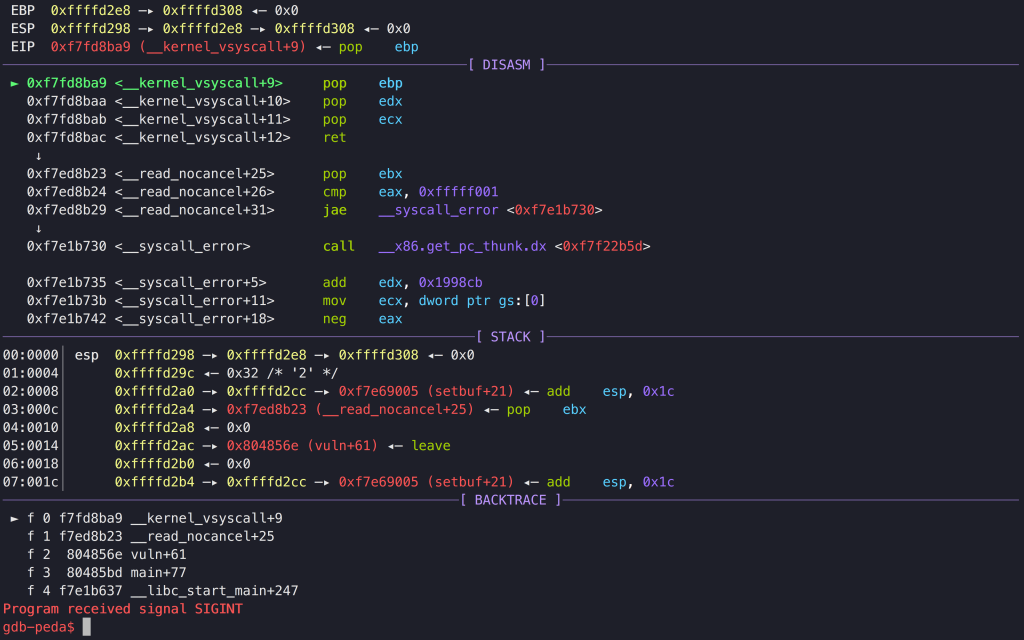 EBP  0xffffd2e8 —▸ 0xffffd308 ◂— 0x0
ESP  0xffffd298 —▸ 0xffffd2e8 —▸ 0xffffd308 ◂— 0x0
EIP  0xf7fd8ba9 (__kernel_vsyscall+9) ◂— pop    ebp
[ DISASM ]
► 0xf7fd8ba9 <__kernel_vsyscall+9>     pop    ebp
0xf7fd8baa <__kernel_vsyscall+10>    pop    edx
0xf7fd8bab <__kernel_vsyscall+11>    pop    ecx
0xf7fd8bac <__kernel_vsyscall+12>    ret
↓
0xf7ed8b23 <__read_nocancel+25>      pop    ebx
0xf7ed8b24 <__read_nocancel+26>      cmp    eax, 0xfffff001
0xf7ed8b29 <__read_nocancel+31>      jae    __syscall_error <0xf7e1b730>
↓
0xf7e1b730 <__syscall_error>         call   __x86.get_pc_thunk.dx <0xf7f22b5d>
0xf7e1b735 <__syscall_error+5>       add    edx, 0x1998cb
0xf7e1b73b <__syscall_error+11>      mov    ecx, dword ptr gs:[0]
0xf7e1b742 <__syscall_error+18>      neg    eax
[ STACK ]
00:0000│ esp  0xffffd298 —▸ 0xffffd2e8 —▸ 0xffffd308 ◂— 0x0
01:0004│      0xffffd29c ◂— 0x32 /* '2' */
02:0008│      0xffffd2a0 —▸ 0xffffd2cc —▸ 0xf7e69005 (setbuf+21) ◂— add    esp, 0x1c
03:000c│      0xffffd2a4 —▸ 0xf7ed8b23 (__read_nocancel+25) ◂— pop    ebx
04:0010│      0xffffd2a8 ◂— 0x0
05:0014│      0xffffd2ac —▸ 0x804856e (vuln+61) ◂— leave
06:0018│      0xffffd2b0 ◂— 0x0
07:001c│      0xffffd2b4 —▸ 0xffffd2cc —▸ 0xf7e69005 (setbuf+21) ◂— add    esp, 0x1c
[ BACKTRACE ]
► f 0 f7fd8ba9 __kernel_vsyscall+9
f 1 f7ed8b23 __read_nocancel+25
f 2  804856e vuln+61
f 3  80485bd main+77
f 4 f7e1b637 __libc_start_main+247
Program received signal SIGINT
gdb-peda$